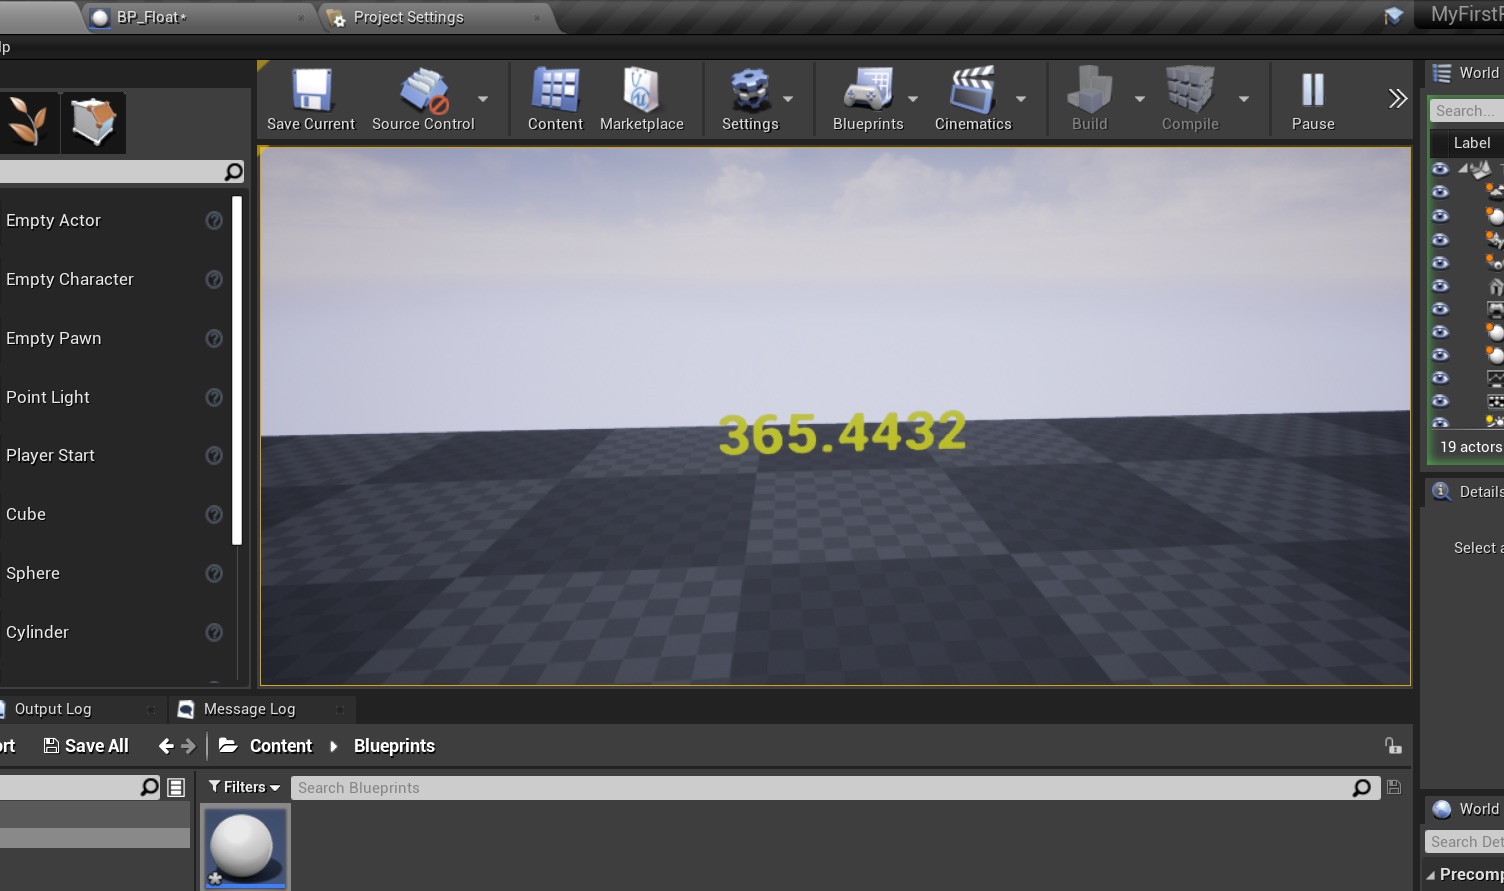 BP_Float*
Project Settings
MyFirstP
lp
Save Current
Source Control
Content
Marketplace
Settings
Blueprints
Cinematics
Build
Compile
Pause
World
Search...
Label
Empty Actor
Empty Character
Empty Pawn
Point Light
Player Start
Cube
Sphere
Cylinder
365.4432
19 actors
Details
Select a
Output Log
Message Log
ort
Save All
Content
Blueprints
Filters
Search Blueprints
World
Search Det
Precomp